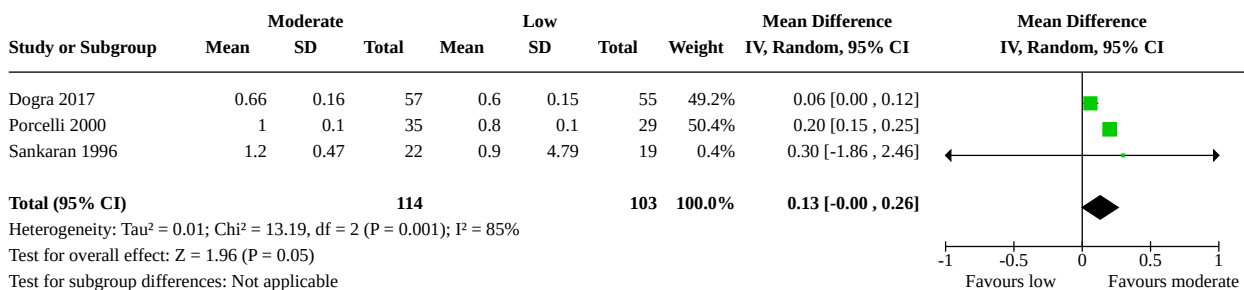 Moderate Low Mean Difference Mean Difference
Study or Subgroup Mean SD Total Mean SD Total Weight IV, Random, 95% CI IV, Random, 95% CI
Dogra 2017 0.66 0.16 57 0.6 0.15 55 49.2% 0.06 [0.00 , 0.12]
Porcelli 2000 1 0.1 35 0.8 0.1 29 50.4% 0.20 [0.15 , 0.25]
Sankaran 1996 1.2 0.47 22 0.9 4.79 19 0.4% 0.30 [-1.86 , 2.46]
Total (95% CI) 114 103 100.0% 0.13 [-0.00 , 0.26]
Heterogeneity: Tau² = 0.01; Chi² = 13.19, df = 2 (P = 0.001); I² = 85%
Test for overall effect: Z = 1.96 (P = 0.05)
-1 -0.5 0 0.5 1
Test for subgroup differences: Not applicable Favours low Favours moderate